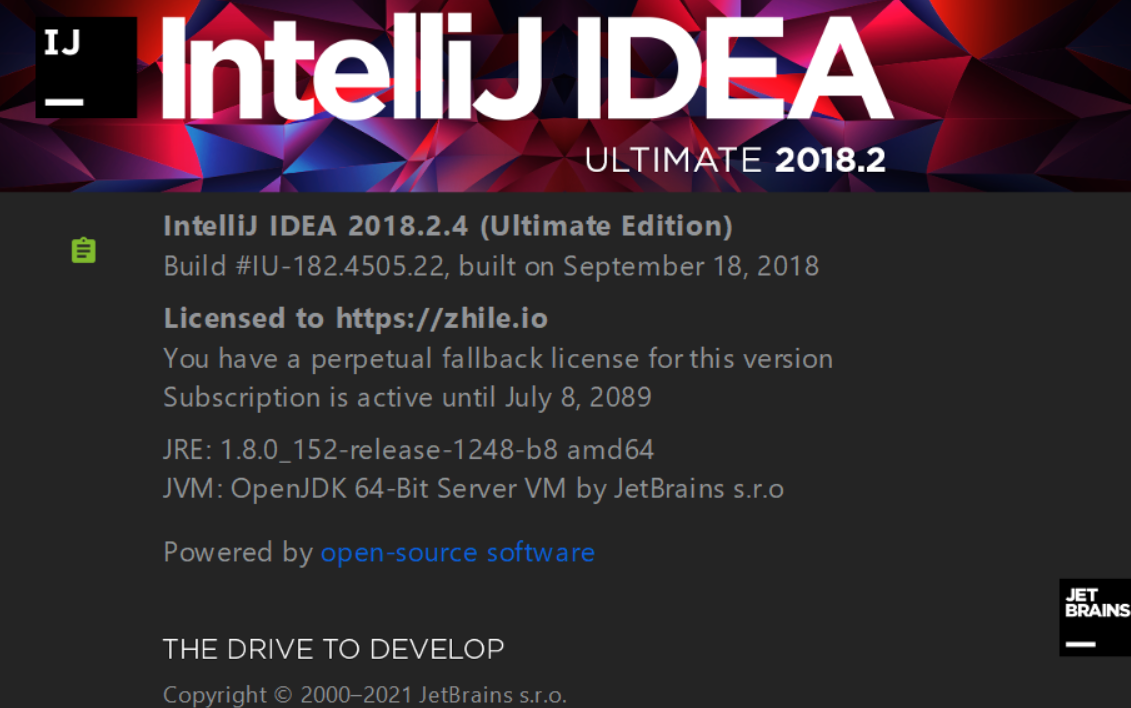 IJ
IntelliJ IDEA
ULTIMATE 2018.2
IntelliJ IDEA 2018.2.4 (Ultimate Edition)
Build #IU-182.4505.22, built on September 18, 2018
Licensed to https://zhile.io
You have a perpetual fallback license for this version
Subscription is active until July 8, 2089
JRE: 1.8.0_152-release-1248-b8 amd64
JVM: OpenJDK 64-Bit Server VM by JetBrains s.r.o
Powered by open-source software
JET
BRAINS
THE DRIVE TO DEVELOP
Copyright © 2000–2021 JetBrains s.r.o.